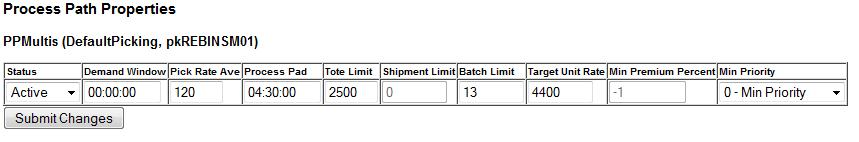 Process Path Properties
PPMultis (DefaultPicking, pkREBINSM01)
Status Demand Window Pick Rate Ave Process Pad Tote Limit Shipment Limit Batch Limit Target Unit Rate Min Premium Percent Min Priority
Active 00:00:00 120 04:30:00 2500 0 13 4400 -1 0 - Min Priority
Submit Changes